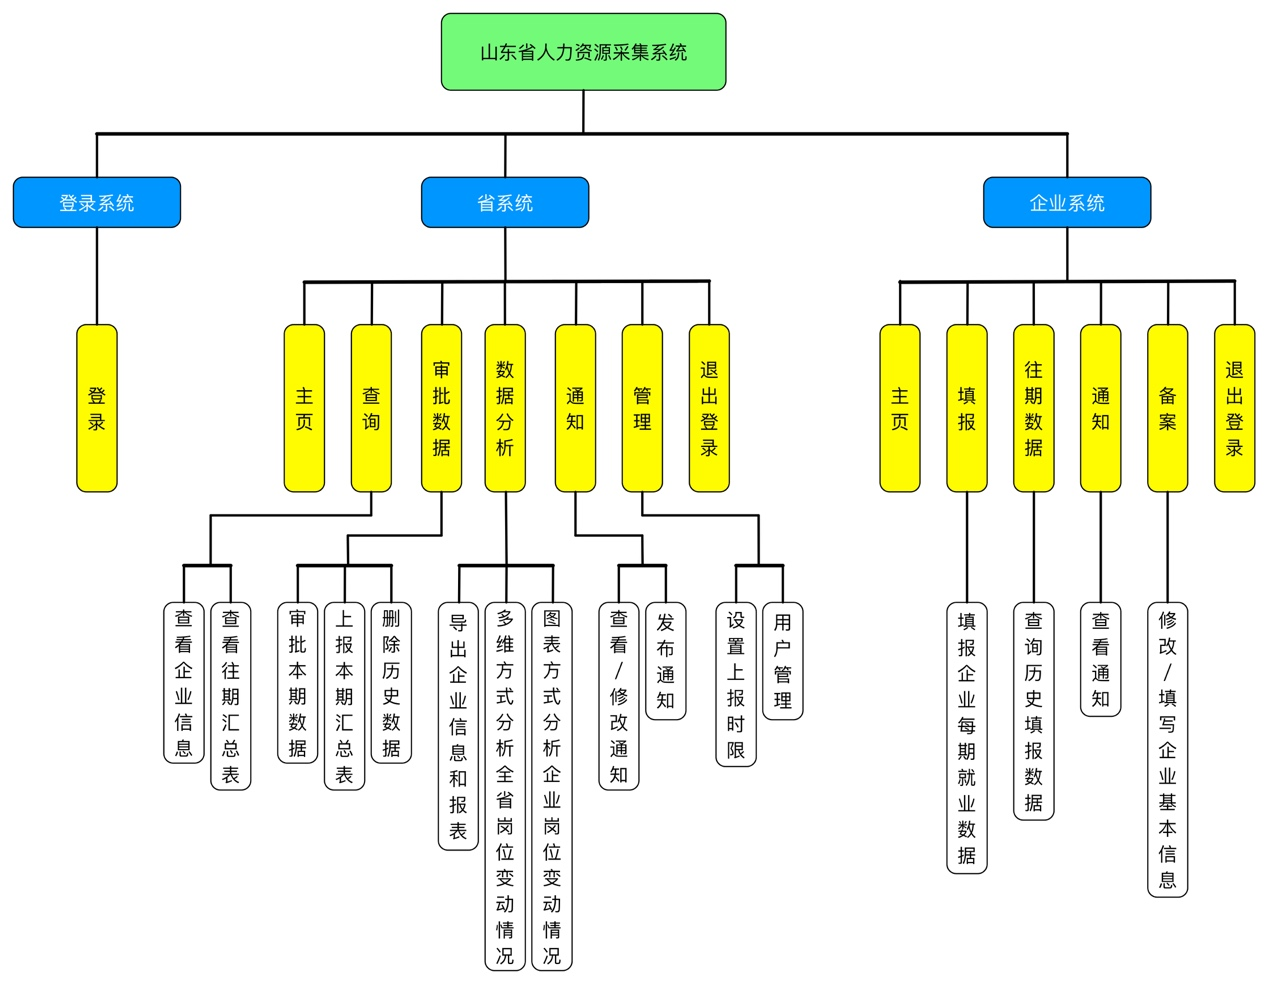 山东省人力资源采集系统
登录系统
省系统
企业系统
登录
主页
查询
审批数据
数据分析
通知
管理
退出登录
主页
填报
往期数据
通知
备案
退出登录
查看企业信息
查看往期汇总表
审批本期数据
上报本期汇总表
删除历史数据
导出企业信息和报表
多维方式分析全省岗位变动情况
图表方式分析企业岗位变动情况
查看/修改通知
发布通知
设置上报时限
用户管理
填报企业每期就业数据
查询历史填报数据
查看通知
修改/填写企业基本信息